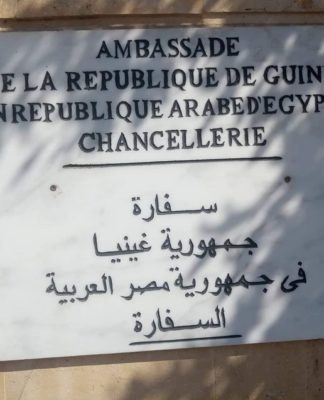 AMBASSADE
E LA REPUBLIQUE DE GUIN
N REPUBLIQUE ARABE D'EGYP
CHANCELLERIE
سفارة
جمهورية غينيا
فى جمهورية مصر العربية
السفارة